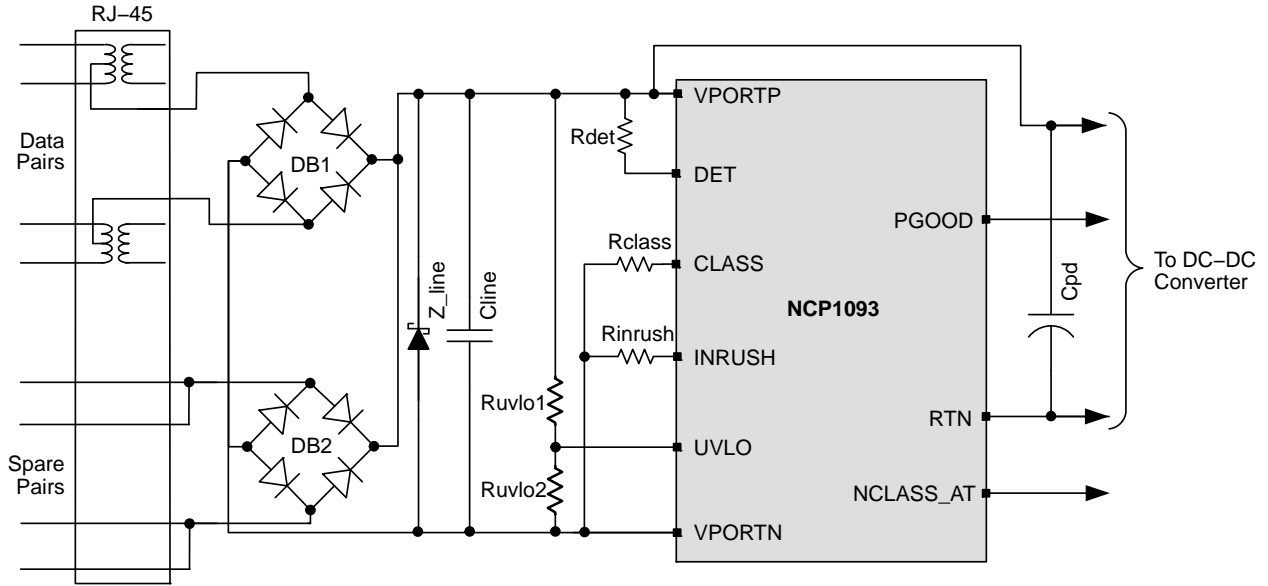 RJ−45
Data
Pairs
DB1
Rdet
VPORTP
DET
PGOOD
Rclass
CLASS
NCP1093
To DC−DC
Converter
Z_line
Cline
Cpd
Rinrush
INRUSH
Ruvlo1
RTN
DB2
UVLO
Spare
Pairs
Ruvlo2
NCLASS_AT
VPORTN